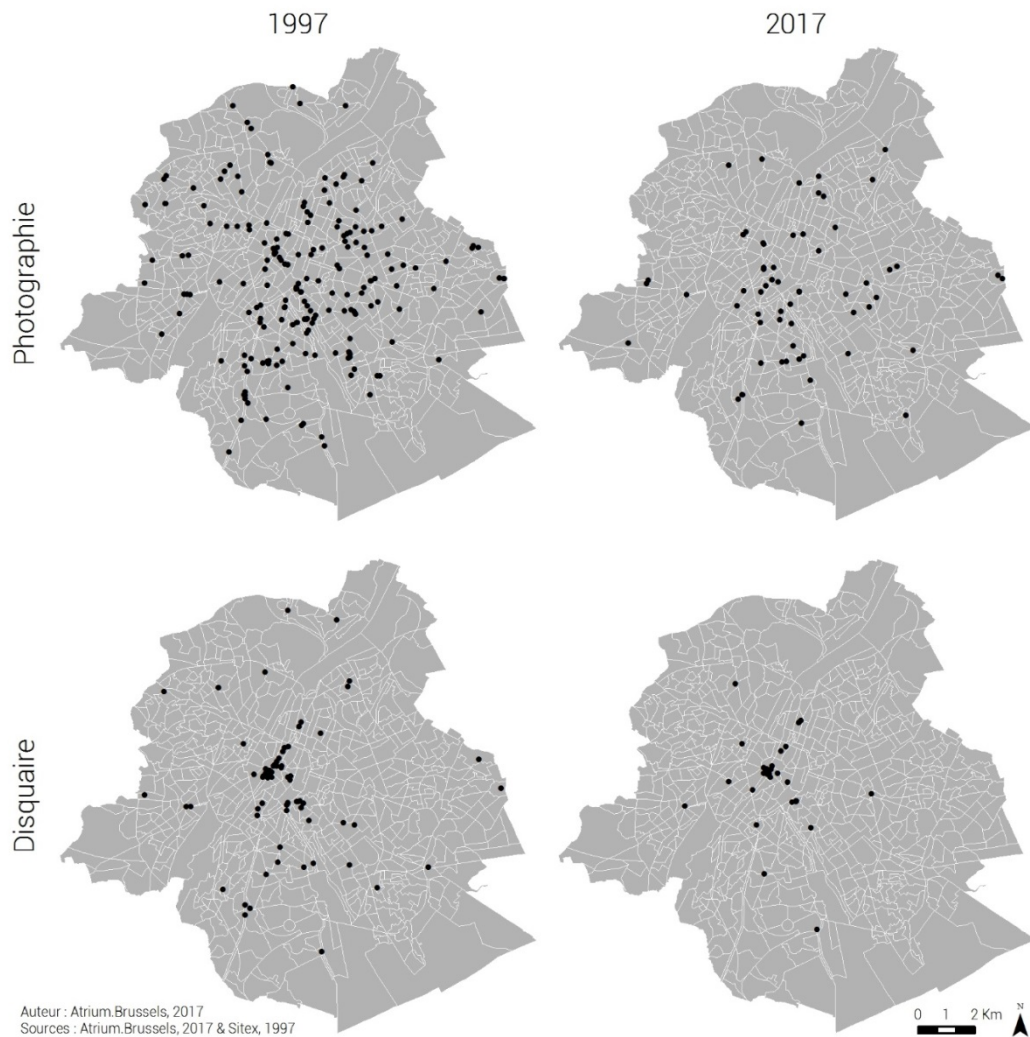 1997
2017
Photographie
Disquaire
Auteur : Atrium.Brussels, 2017
Sources : Atrium.Brussels, 2017 & Sitex, 1997
0 1 2 Km
N